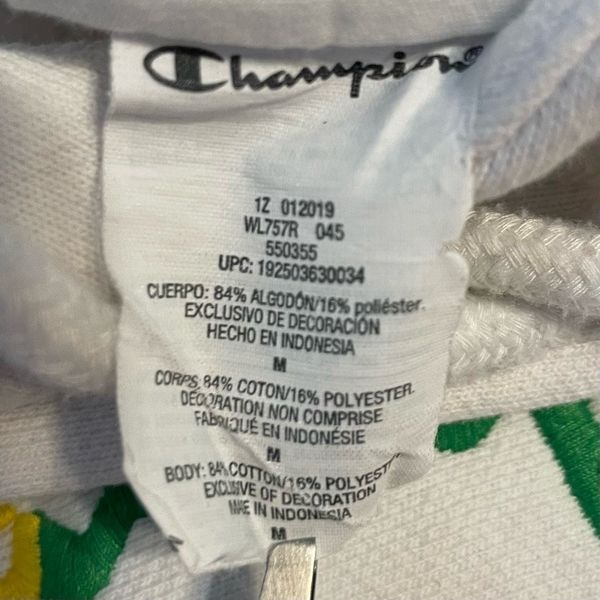 Champion®
1Z 012019
WL757R 045
550355
UPC: 192503630034
CUERPO: 84% ALGODÓN/16% poliéster.
EXCLUSIVO DE DECORACIÓN
HECHO EN INDONESIA
M
CORPS: 84% COTON/16% POLYESTER.
DÉCORATION NON COMPRISE
FABRIQUÉ EN INDONÉSIE
M
BODY: 84% COTTON/16% POLYESTER
EXCLUSIVE OF DECORATION
MADE IN INDONESIA
M